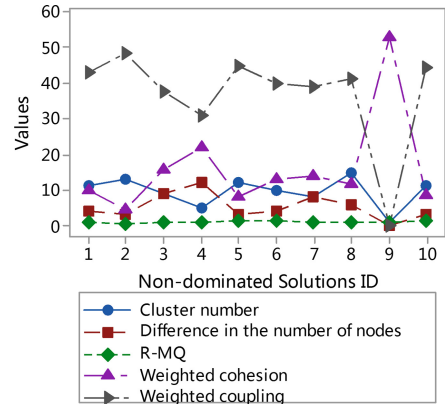 60
50
40
30
20
10
0
Values
1 2 3 4 5 6 7 8 9 10
Non-dominated Solutions ID
Cluster number
Difference in the number of nodes
R-MQ
Weighted cohesion
Weighted coupling